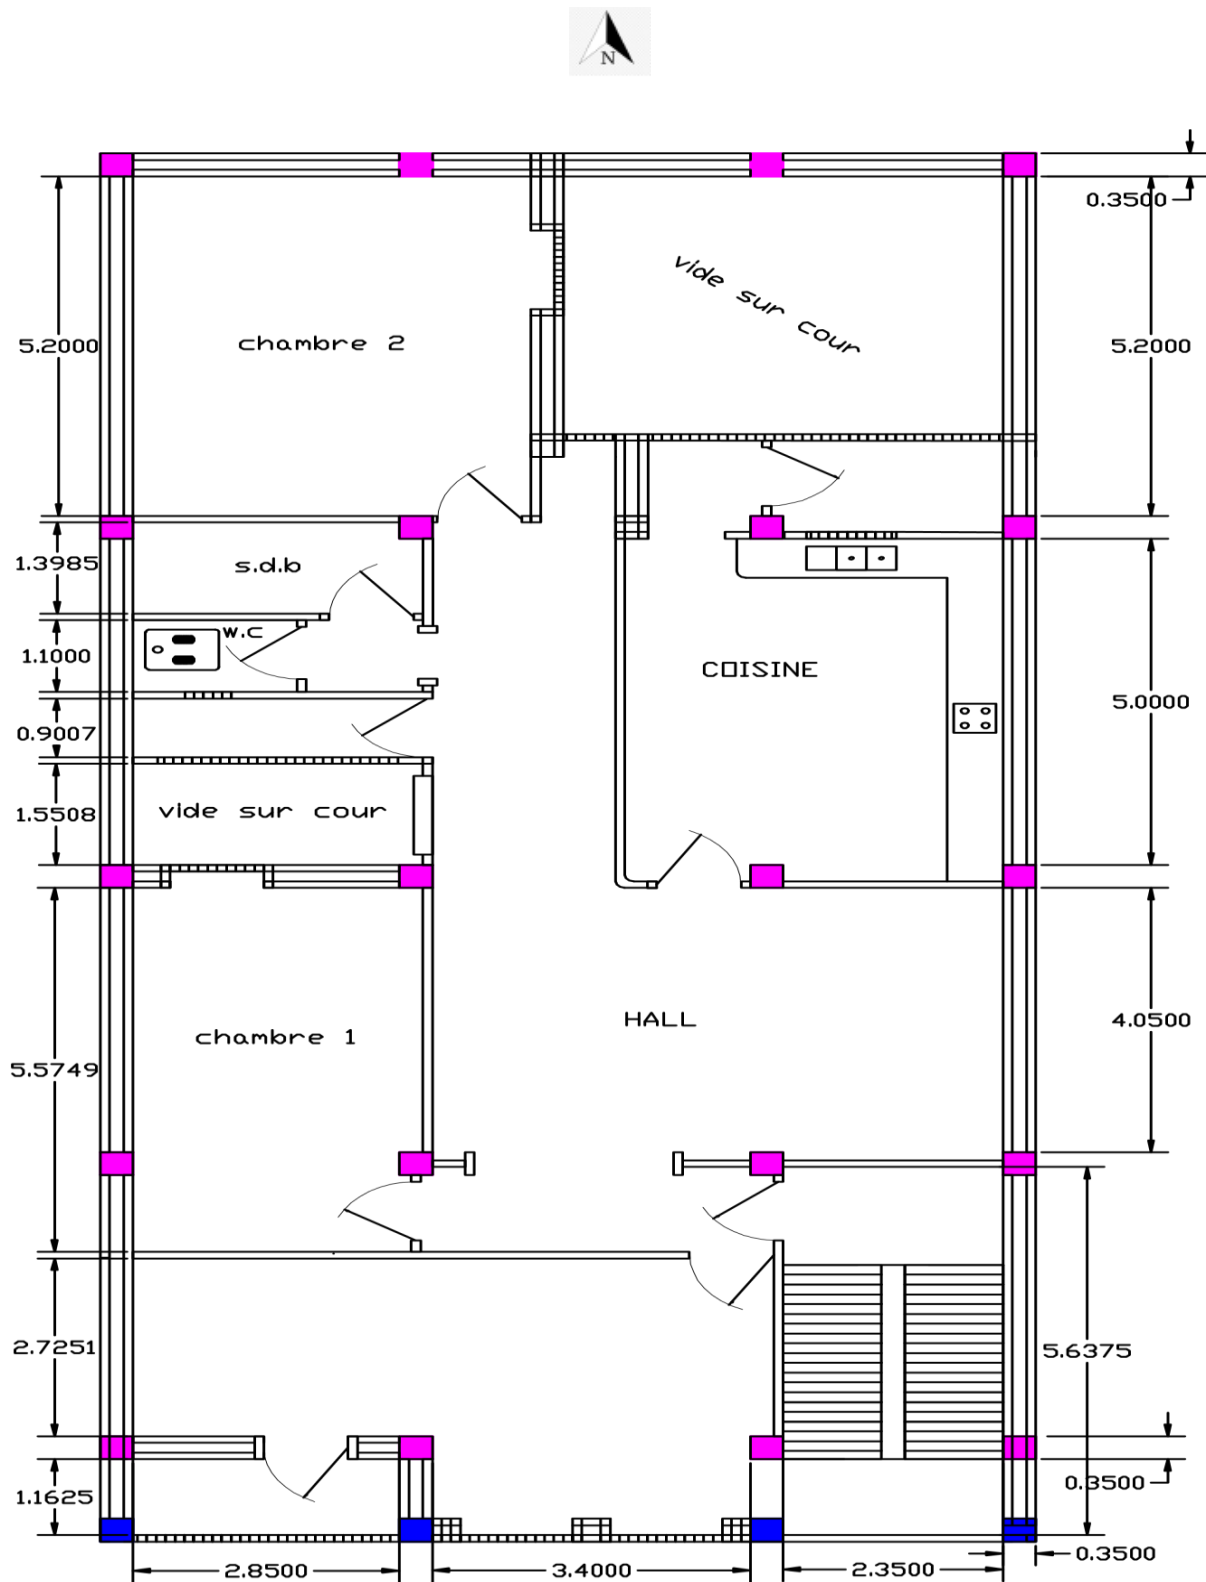 N
0.3500
vide sur cour
5.2000
chambre 2
5.2000
1.3985
s.d.b
W.C
1.1000
COISINE
5.0000
0.9007
1.5508
vide sur cour
HALL
4.0500
chambre 1
5.5749
2.7251
5.6375
0.3500
1.1625
0.3500
2.8500
3.4000
2.3500